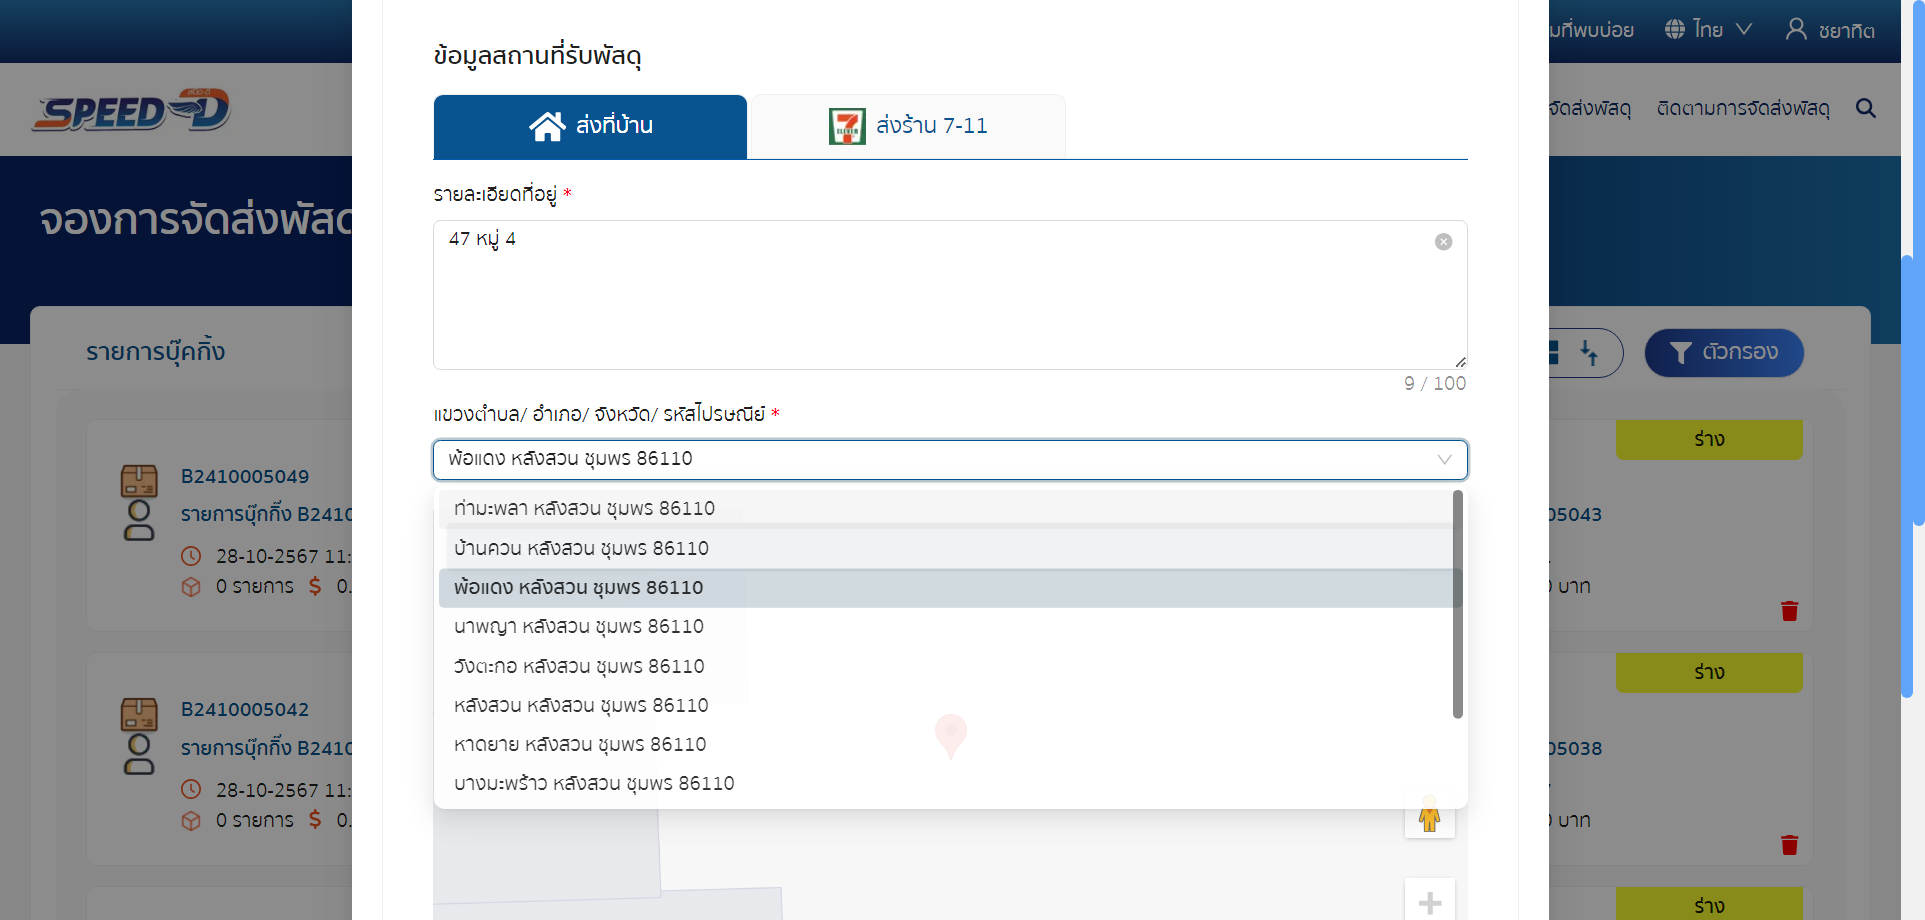 มที่พบบ่อย
ไทย
ชยาทิต
SPEED-D
จัดส่งพัสดุ
ติดตามการจัดส่งพัสดุ
จองการจัดส่งพัสด
ข้อมูลสถานที่รับพัสดุ
ส่งที่บ้าน
7 ELEVEN
ส่งร้าน 7-11
รายละเอียดที่อยู่ *
47 หมู่ 4
9 / 100
แขวงตำบล/ อำเภอ/ จังหวัด/ รหัสไปรษณีย์ *
พ้อแดง หลังสวน ชุมพร 86110
ท่ามะพลา หลังสวน ชุมพร 86110
บ้านควน หลังสวน ชุมพร 86110
พ้อแดง หลังสวน ชุมพร 86110
นาพญา หลังสวน ชุมพร 86110
วังตะกอ หลังสวน ชุมพร 86110
หลังสวน หลังสวน ชุมพร 86110
หาดยาย หลังสวน ชุมพร 86110
บางมะพร้าว หลังสวน ชุมพร 86110
รายการบุ๊คกิ้ง
ตัวกรอง
B2410005049
รายการบุ๊กกิ้ง B2410
28-10-2567 11:
0 รายการ $ 0.
ร่าง
05043
0 บาท
B2410005042
รายการบุ๊กกิ้ง B2410
28-10-2567 11:
0 รายการ $ 0.
ร่าง
05038
0 บาท
ร่าง